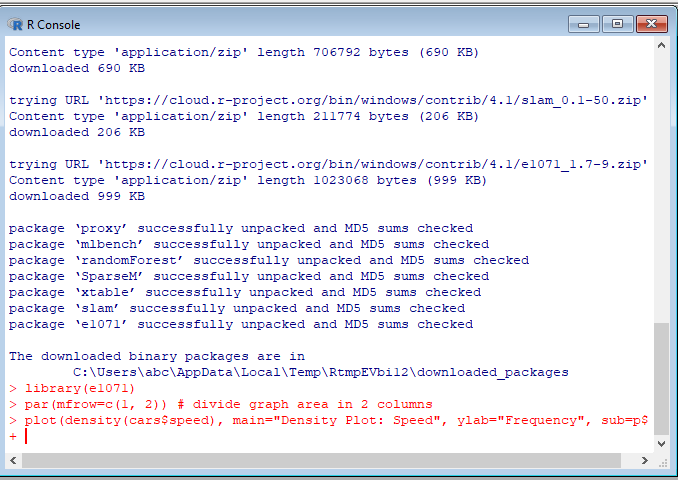 R Console
Content type 'application/zip' length 706792 bytes (690 KB)
downloaded 690 KB
trying URL 'https://cloud.r-project.org/bin/windows/contrib/4.1/slam_0.1-50.zip'
Content type 'application/zip' length 211774 bytes (206 KB)
downloaded 206 KB
trying URL 'https://cloud.r-project.org/bin/windows/contrib/4.1/e1071_1.7-9.zip'
Content type 'application/zip' length 1023068 bytes (999 KB)
downloaded 999 KB
package ‘proxy’ successfully unpacked and MD5 sums checked
package ‘mlbench’ successfully unpacked and MD5 sums checked
package ‘randomForest’ successfully unpacked and MD5 sums checked
package ‘SparseM’ successfully unpacked and MD5 sums checked
package ‘xtable’ successfully unpacked and MD5 sums checked
package ‘slam’ successfully unpacked and MD5 sums checked
package ‘e1071’ successfully unpacked and MD5 sums checked
The downloaded binary packages are in
C:\Users\abc\AppData\Local\Temp\RtmpEVbi12\downloaded_packages
> library(e1071)
> par(mfrow=c(1, 2)) # divide graph area in 2 columns
> plot(density(cars$speed), main="Density Plot: Speed", ylab="Frequency", sub=p$
+